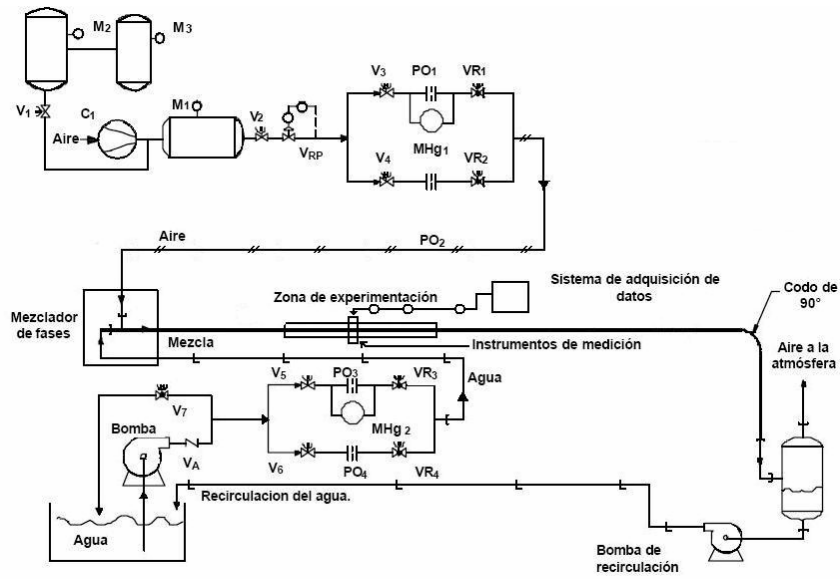 M2
M3
V1
C1
Aire
M1
V2
VRP
V3
PO1
VR1
MHg1
V4
VR2
Aire
PO2
Mezclador
de fases
Mezcla
Zona de experimentación
Sistema de adquisición de
datos
Codo de
90°
Instrumentos de medición
Agua
Aire a la
atmósfera
V5
PO3
VR3
V7
MHg 2
Bomba
VA
V6
PO4
VR4
Recirculacion del agua.
Agua
Bomba de
recirculación